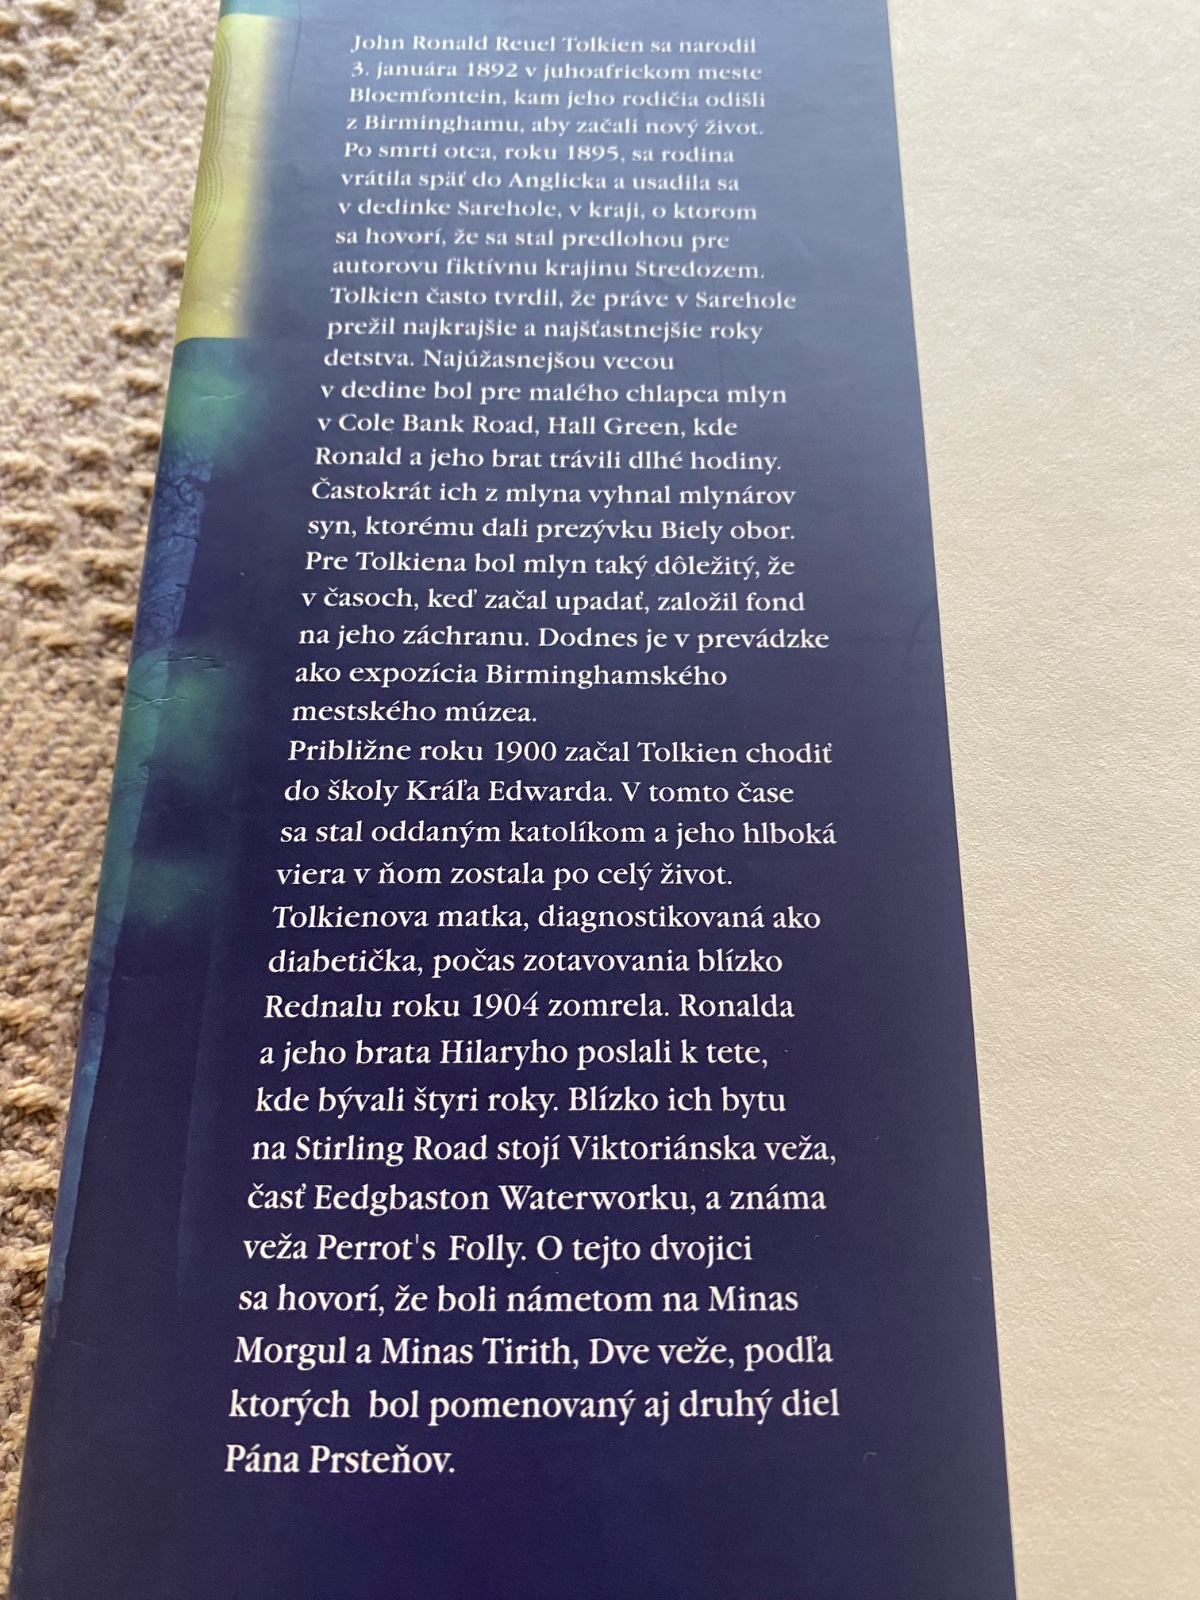 John Ronald Reuel Tolkien sa narodil
3. januára 1892 v juhoafrickom meste
Bloemfontein, kam jeho rodičia odišli
z Birminghamu, aby začali nový život.
Po smrti otca, roku 1895, sa rodina
vrátila späť do Anglicka a usadila sa
v dedinke Sarehole, v kraji, o ktorom
sa hovorí, že sa stal predlohou pre
autorovu fiktívnu krajinu Stredozem.
Tolkien často tvrdil, že práve v Sarehole
prežil najkrajšie a najšťastnejšie roky
detstva. Najúžasnejšou vecou
v dedine bol pre malého chlapca mlyn
v Cole Bank Road, Hall Green, kde
Ronald a jeho brat trávili dlhé hodiny.
Častokrát ich z mlyna vyhnal mlynárov
syn, ktorému dali prezývku Biely obor.
Pre Tolkiena bol mlyn taký dôležitý, že
v časoch, keď začal upadať, založil fond
na jeho záchranu. Dodnes je v prevádzke
ako expozícia Birminghamského
mestského múzea.
Približne roku 1900 začal Tolkien chodiť
do školy Kráľa Edwarda. V tomto čase
sa stal oddaným katolíkom a jeho hlboká
viera v ňom zostala po celý život.
Tolkienova matka, diagnostikovaná ako
diabetička, počas zotavovania blízko
Rednalu roku 1904 zomrela. Ronalda
a jeho brata Hilaryho poslali k tete,
kde bývali štyri roky. Blízko ich bytu
na Stirling Road stojí Viktoriánska veža,
časť Eedgbaston Waterworku, a známa
veža Perrot's Folly. O tejto dvojici
sa hovorí, že boli námetom na Minas
Morgul a Minas Tirith, Dve veže, podľa
ktorých bol pomenovaný aj druhý diel
Pána Prsteňov.